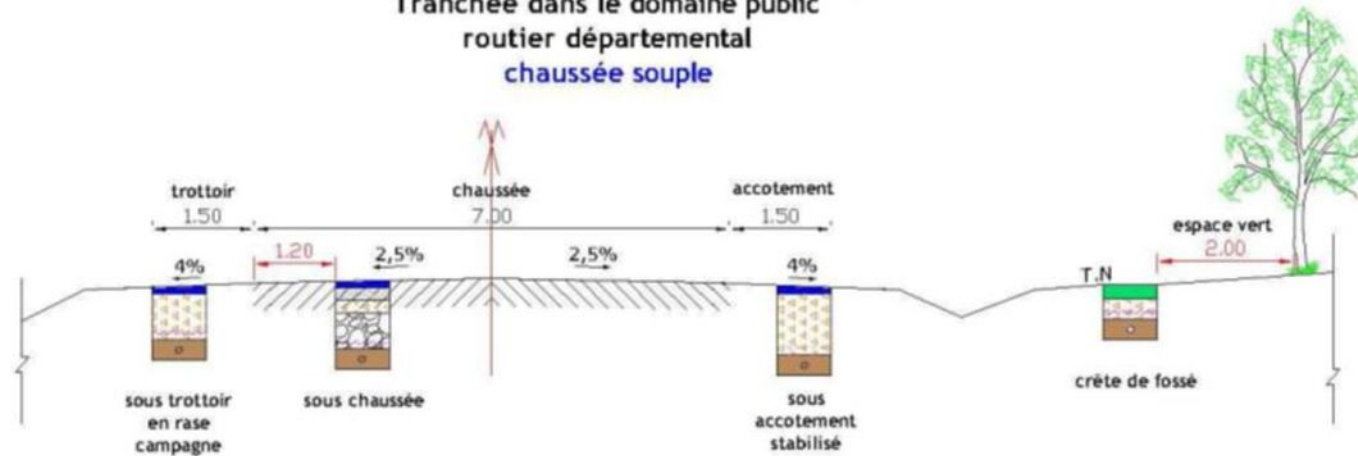 Tranchée dans le domaine public
routier départemental
chaussée souple
trottoir
chaussée
accotement
1.50
7.00
1.50
espace vert
1.20
2,5%
2,5%
2.00
4%
4%
T.N
crête de fossé
sous trottoir
en rase
campagne
sous chaussée
sous
accotement
stabilisé